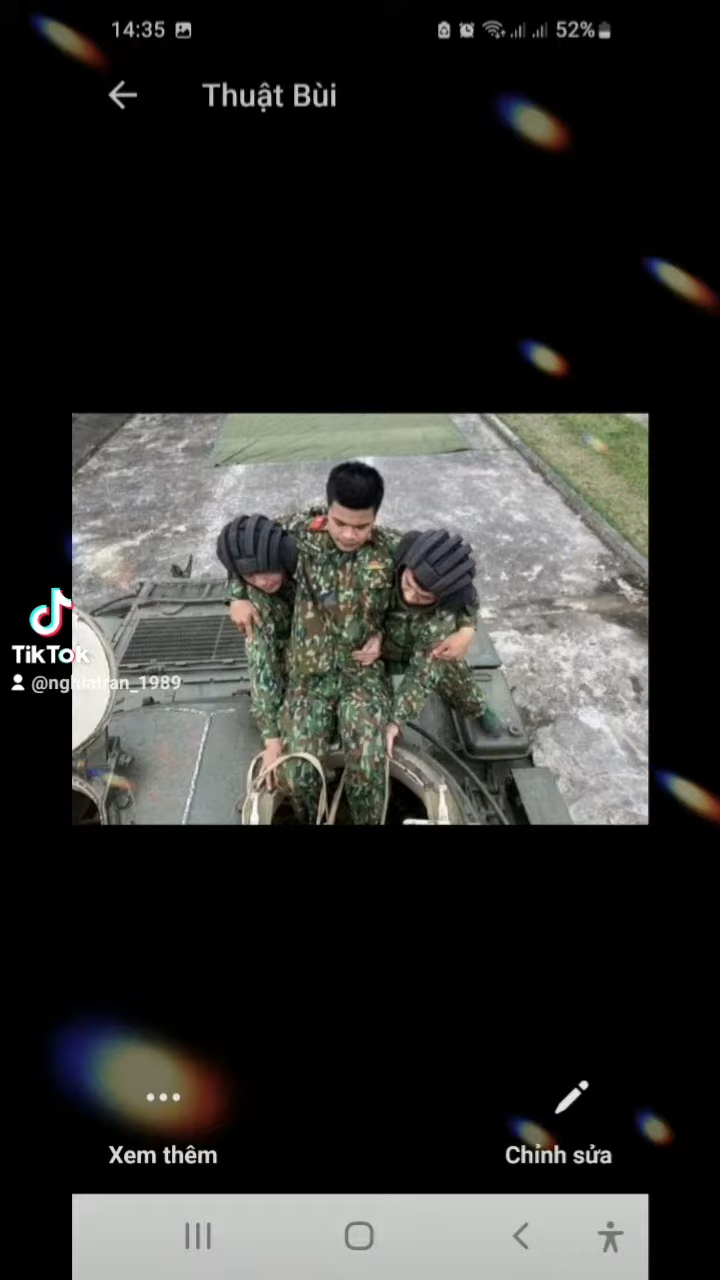 14:35
52%
Thuật Bùi
TikTok
@nghiatran_1989
Xem thêm
Chỉnh sửa